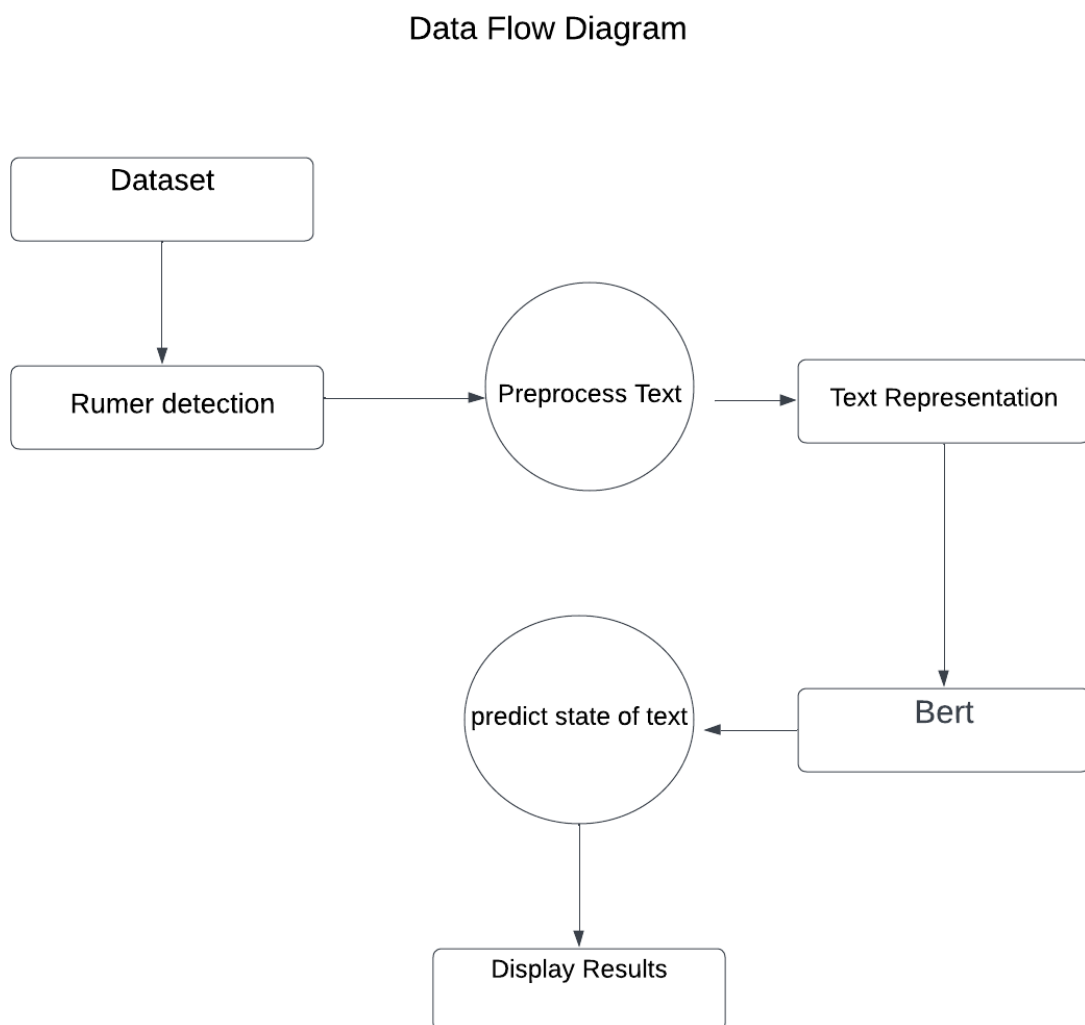 Data Flow Diagram
Dataset
Rumer detection
Preprocess Text
Text Representation
Bert
predict state of text
Display Results